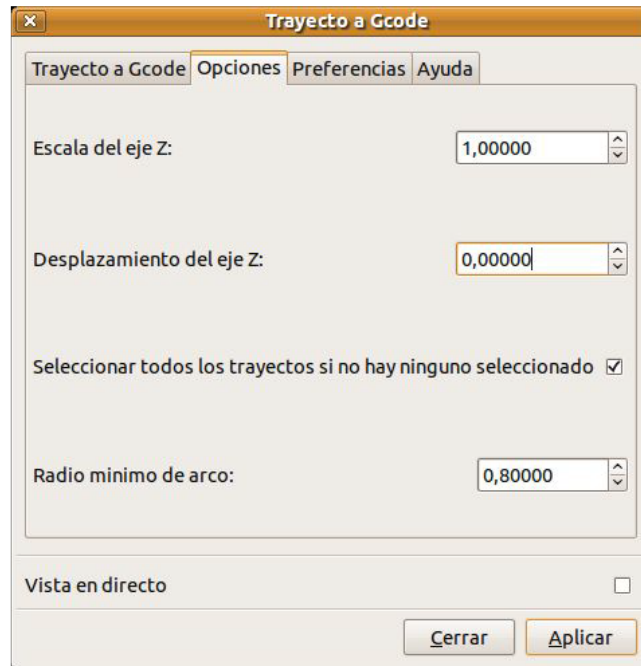 Trayecto a Gcode
Trayecto a Gcode Opciones Preferencias Ayuda
Escala del eje Z: 1,00000
Desplazamiento del eje Z: 0,00000
Seleccionar todos los trayectos si no hay ninguno seleccionado
Radio minimo de arco: 0,80000
Vista en directo
Cerrar Aplicar